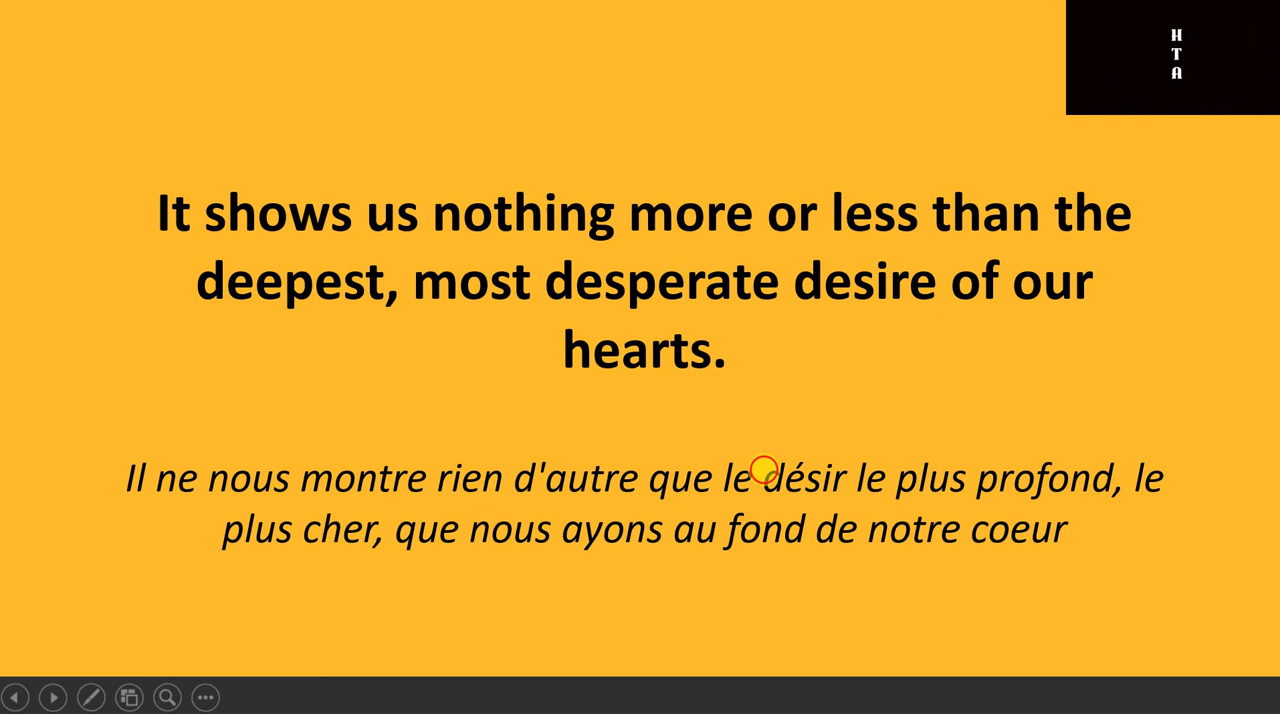 H
T
A
It shows us nothing more or less than the
deepest, most desperate desire of our
hearts.
Il ne nous montre rien d'autre que le désir le plus profond, le
plus cher, que nous ayons au fond de notre coeur